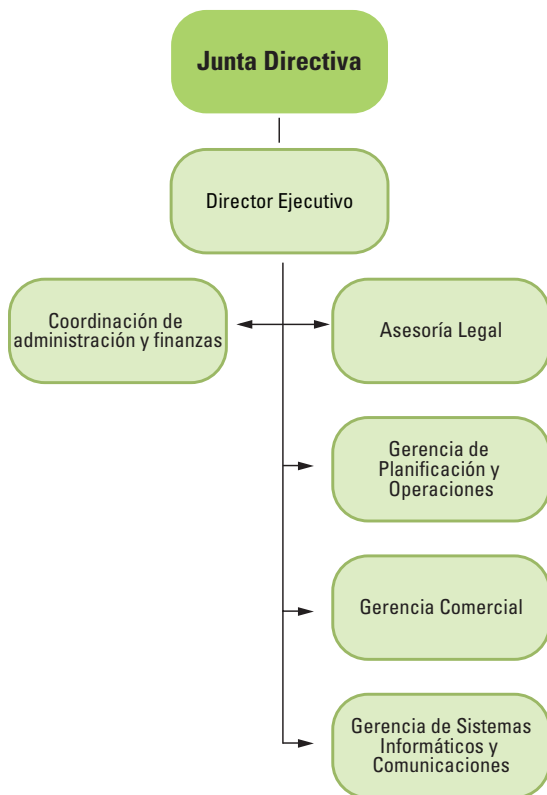 Junta Directiva
Director Ejecutivo
Coordinación de
administración y finanzas
Asesoría Legal
Gerencia de
Planificación y
Operaciones
Gerencia Comercial
Gerencia de Sistemas
Informáticos y
Comunicaciones